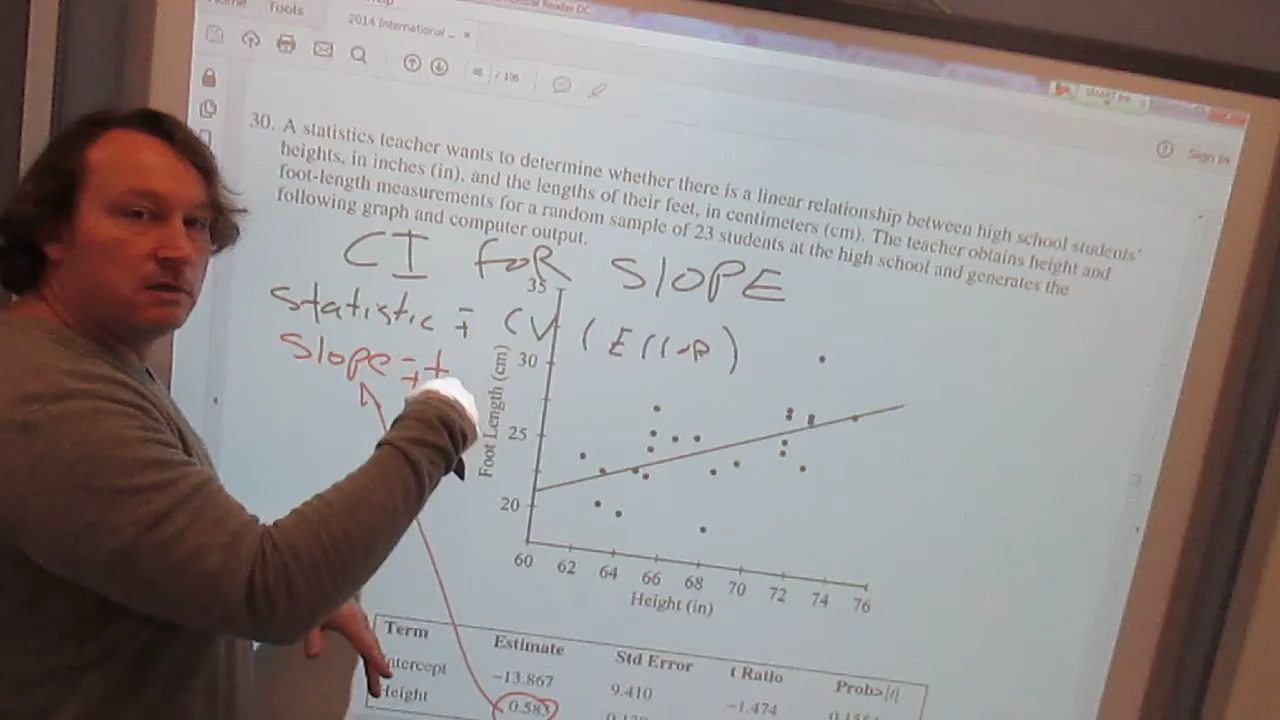 Tools
2014 International ...
46 / 106
Sign In
30. A statistics teacher wants to determine whether there is a linear relationship between high school students'
heights, in inches (in), and the lengths of their feet, in centimeters (cm). The teacher obtains height and
foot-length measurements for a random sample of 23 students at the high school and generates the
following graph and computer output.
CI FOR SLOPE
Statistic ∓ CV (Error)
Slope ∓ t
35
30
25
20
Foot Length (cm)
60 62 64 66 68 70 72 74 76
Height (in)
Term Estimate Std Error t Ratio Prob>|t|
Intercept −13.867 9.410 −1.474
Height 0.583